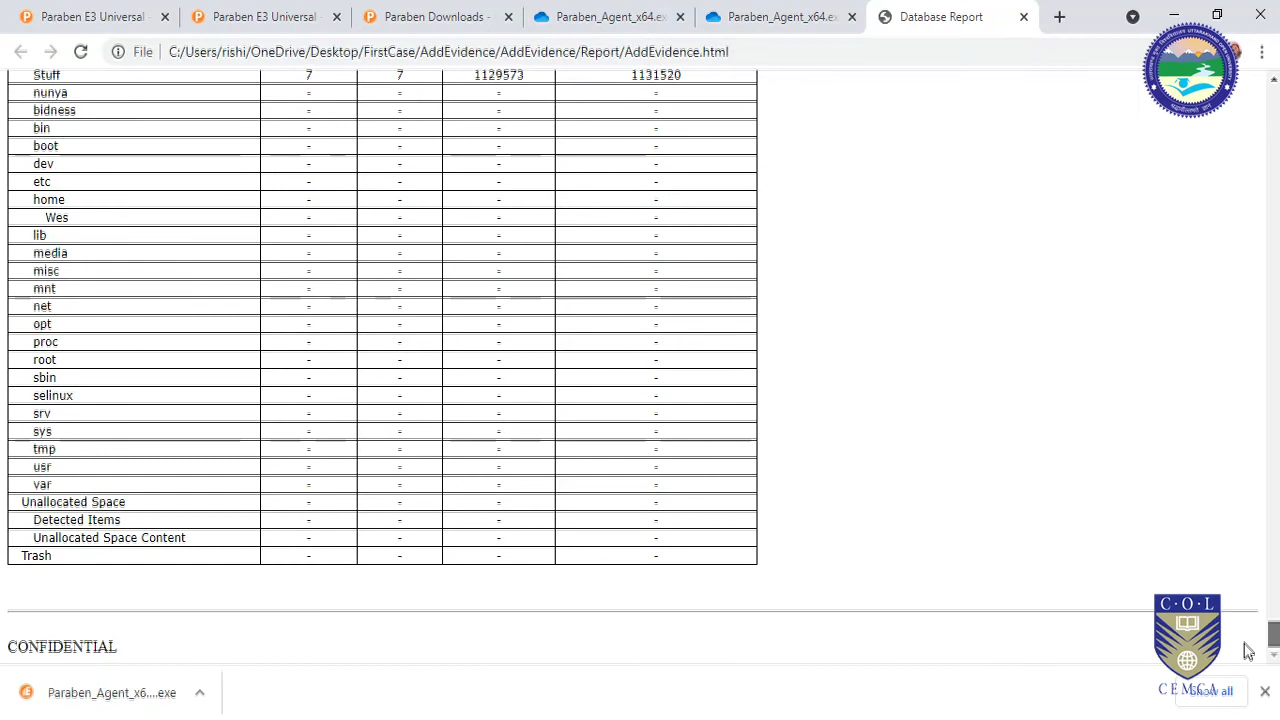 Paraben E3 Universal - Paraben E3 Universal - Paraben Downloads - Paraben_Agent_x64.ex Paraben_Agent_x64.ex Database Report
File C:/Users/rishi/OneDrive/Desktop/FirstCase/AddEvidence/AddEvidence/Report/AddEvidence.html
Stuff 7 7 1129573 1131520
nunya - - - -
bidness - - - -
bin - - - -
boot - - - -
dev - - - -
etc - - - -
home - - - -
Wes - - - -
lib - - - -
media - - - -
misc - - - -
mnt - - - -
net - - - -
opt - - - -
proc - - - -
root - - - -
sbin - - - -
selinux - - - -
srv - - - -
sys - - - -
tmp - - - -
usr - - - -
var - - - -
Unallocated Space - - - -
Detected Items - - - -
Unallocated Space Content - - - -
Trash - - - -
CONFIDENTIAL
C·O·L
CEMCA
Paraben_Agent_x6....exe
Show all